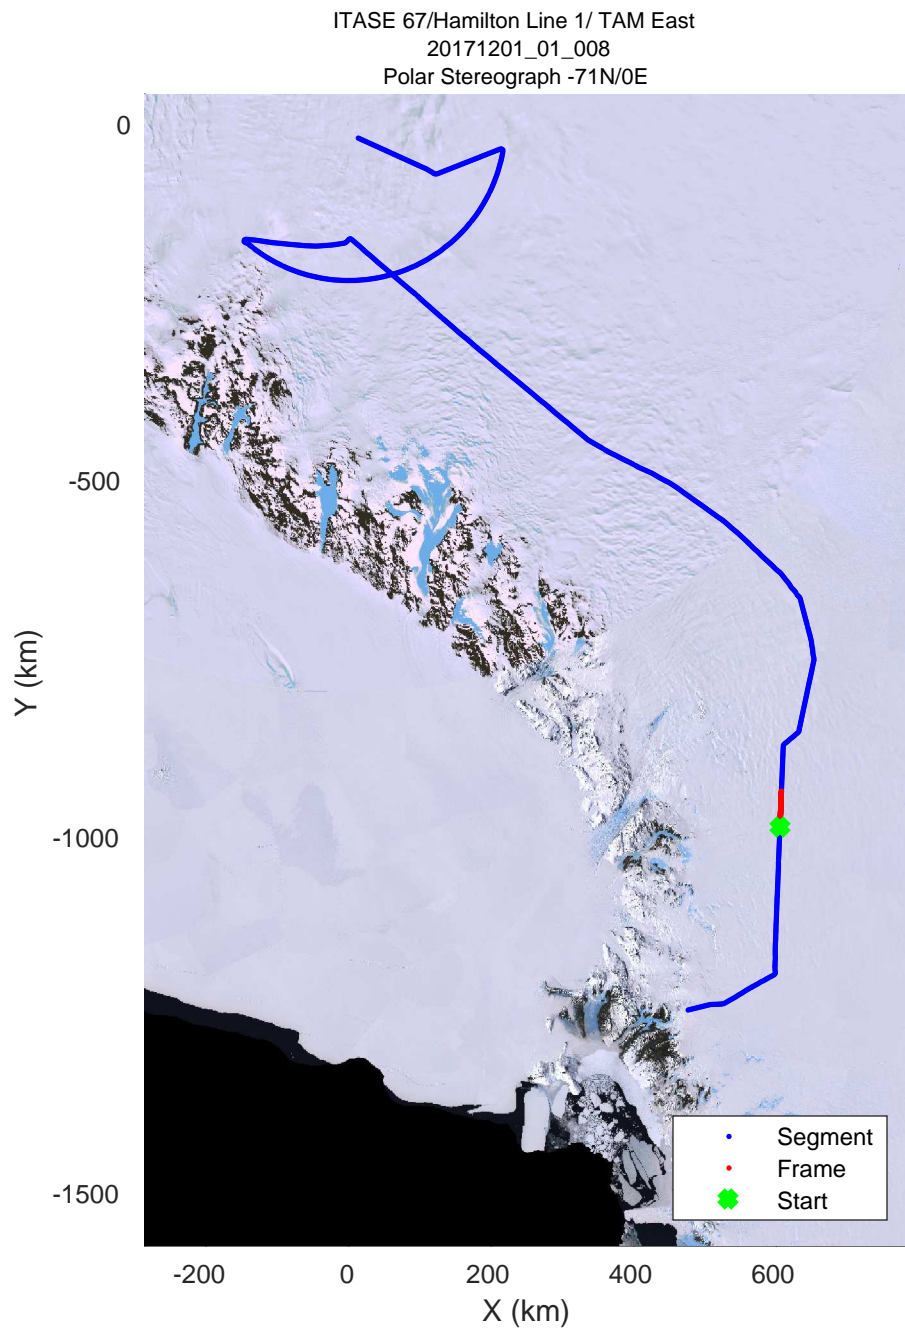 ITASE 67/Hamilton Line 1/ TAM East
20171201_01_008
Polar Stereograph -71N/0E
0
-500
-1000
-1500
Y (km)
-200
0
200
400
600
X (km)
Segment
Frame
Start